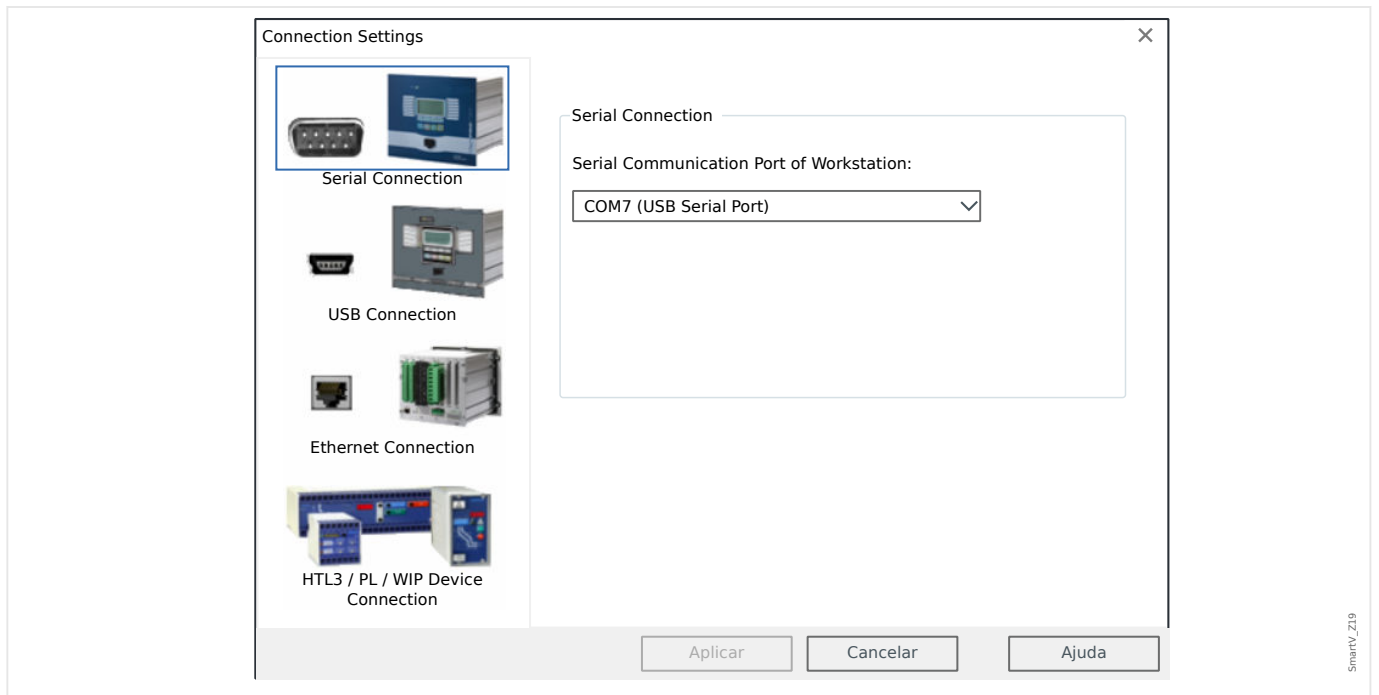 Connection Settings
Serial Connection
USB Connection
Ethernet Connection
HTL3 / PL / WIP Device
Connection
Serial Connection
Serial Communication Port of Workstation:
COM7 (USB Serial Port)
Aplicar
Cancelar
Ajuda
SmartV_Z19